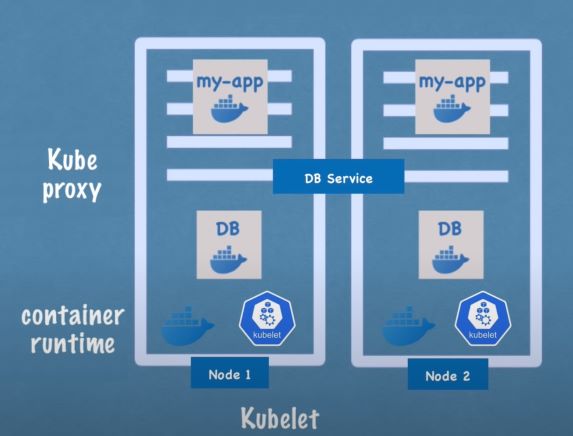 my-app
my-app
Kube
proxy
DB Service
DB
DB
container
runtime
kubelet
kubelet
Node 1
Node 2
Kubelet